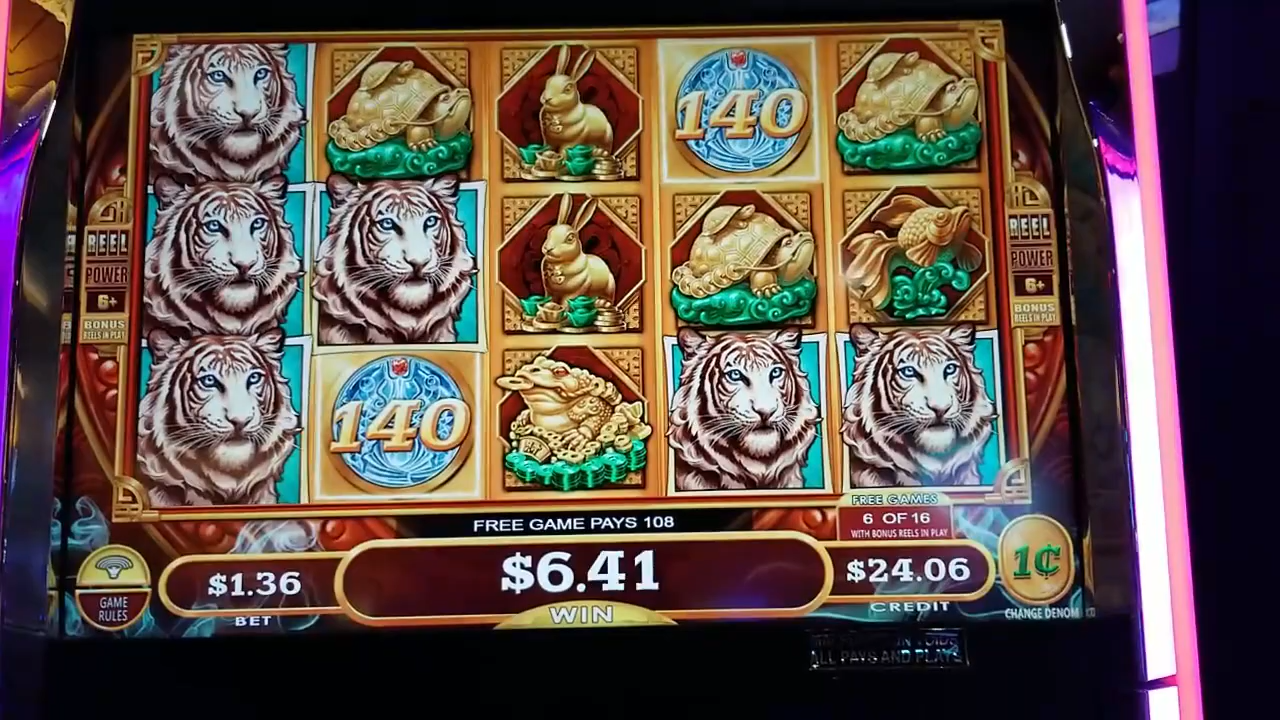 140
140
REEL
POWER
6+
BONUS
REELS IN PLAY
REEL
POWER
6+
BONUS
REELS IN PLAY
FREE GAME PAYS 108
FREE GAMES
6 OF 16
WITH BONUS REELS IN PLAY
GAME
RULES
$1.36
BET
$6.41
WIN
$24.06
CREDIT
1¢
CHANGE DENOM
ALL PAYS AND PLAYS